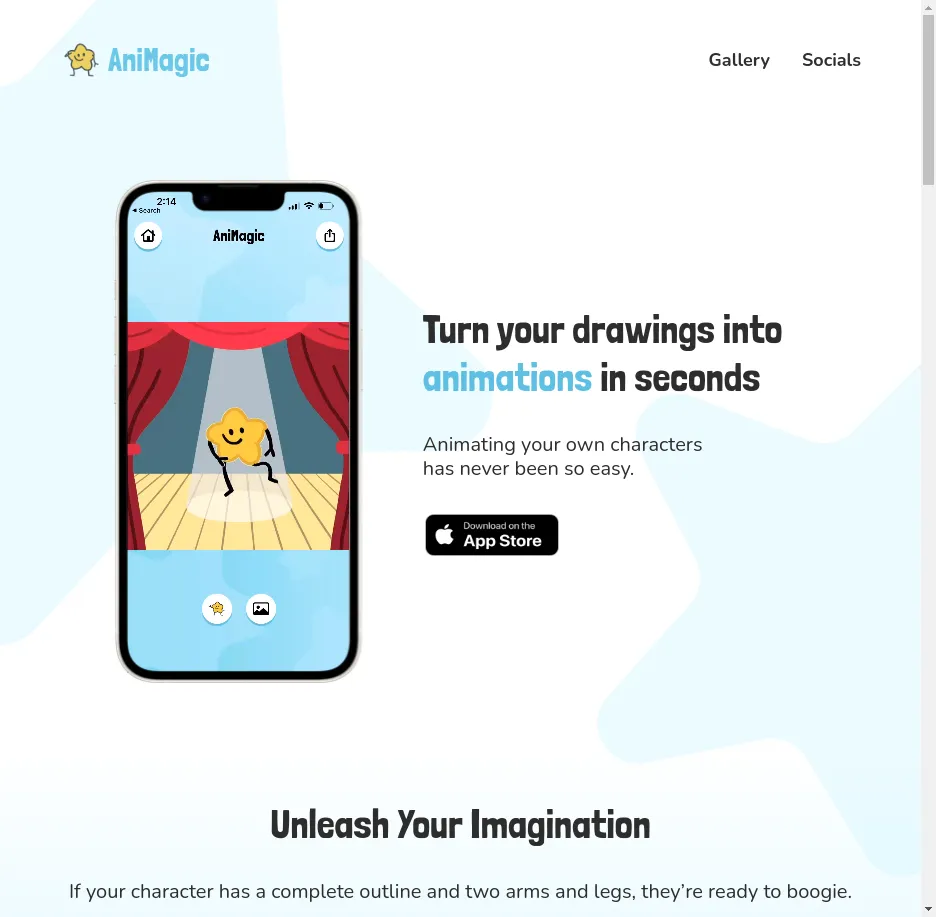 AniMagic
Gallery
Socials
2:14
◄ Search
AniMagic
Turn your drawings into
animations in seconds
Animating your own characters
has never been so easy.
Download on the
App Store
Unleash Your Imagination
If your character has a complete outline and two arms and legs, they’re ready to boogie.